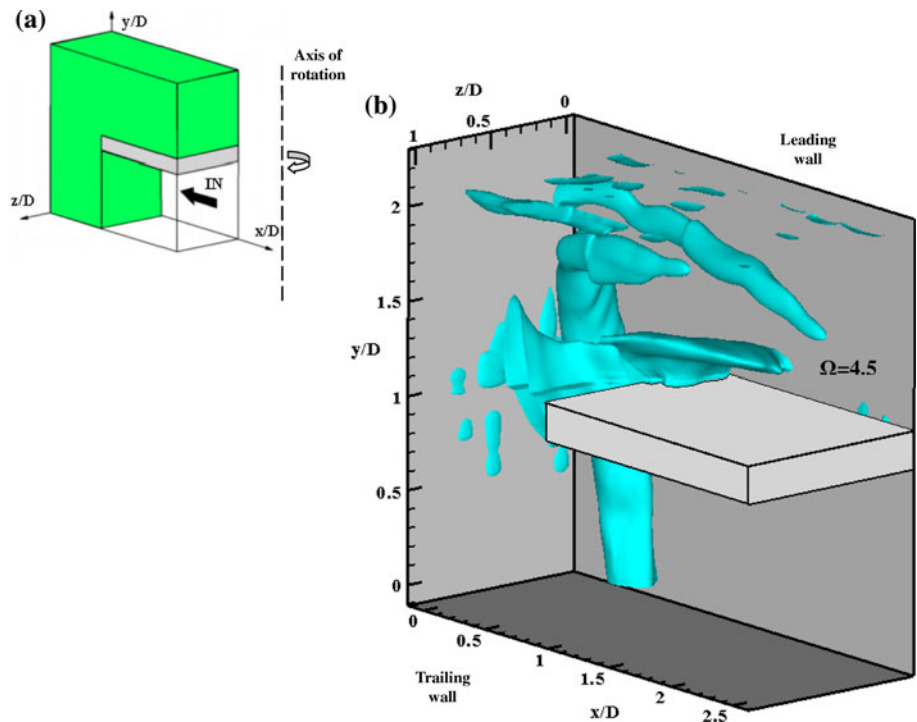 (a)
y/D
Axis of
rotation
IN
z/D
x/D
(b)
z/D
0
0.5
1
Leading
wall
2
1.5
y/D
1
0.5
0
Ω=4.5
0
0.5
1
1.5
2
2.5
x/D
Trailing
wall